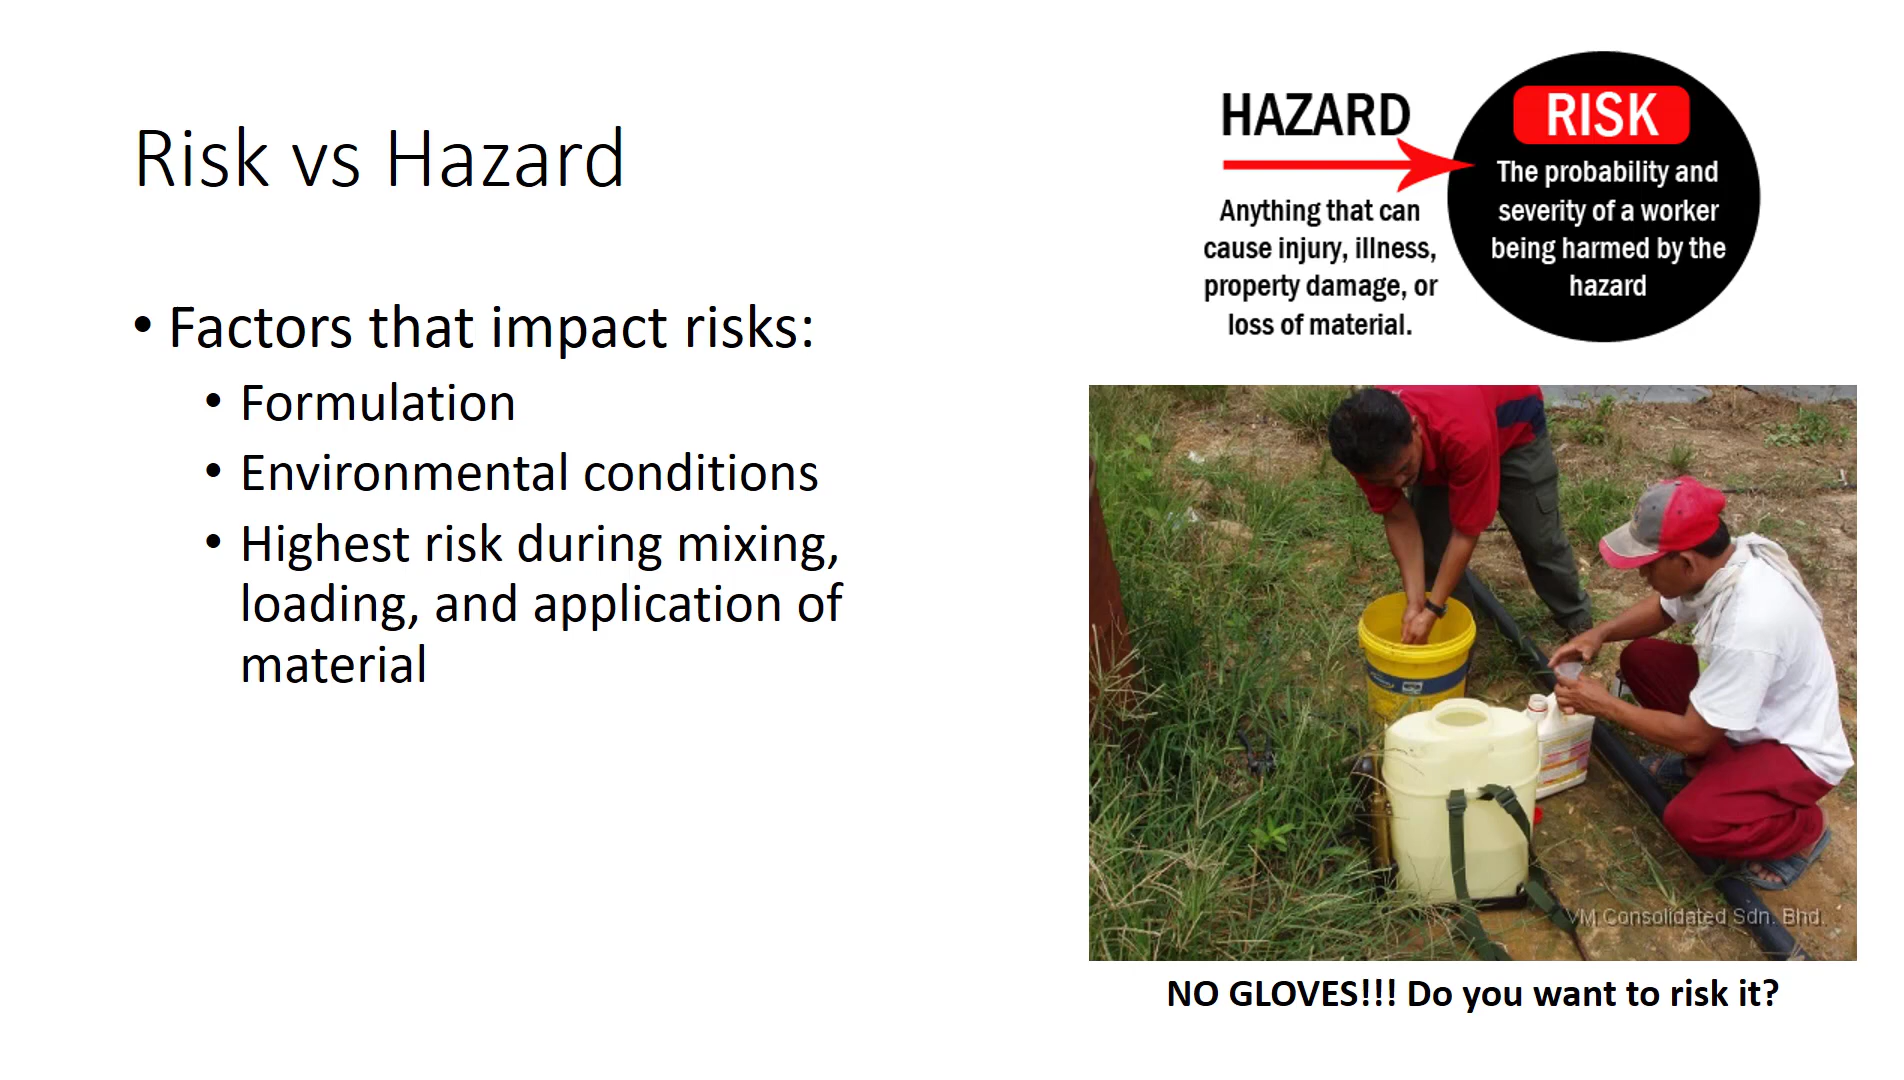 Risk vs Hazard
• Factors that impact risks:
• Formulation
• Environmental conditions
• Highest risk during mixing,
loading, and application of
material
HAZARD
Anything that can
cause injury, illness,
property damage, or
loss of material.
RISK
The probability and
severity of a worker
being harmed by the
hazard
VM Consolidated Sdn. Bhd.
NO GLOVES!!! Do you want to risk it?